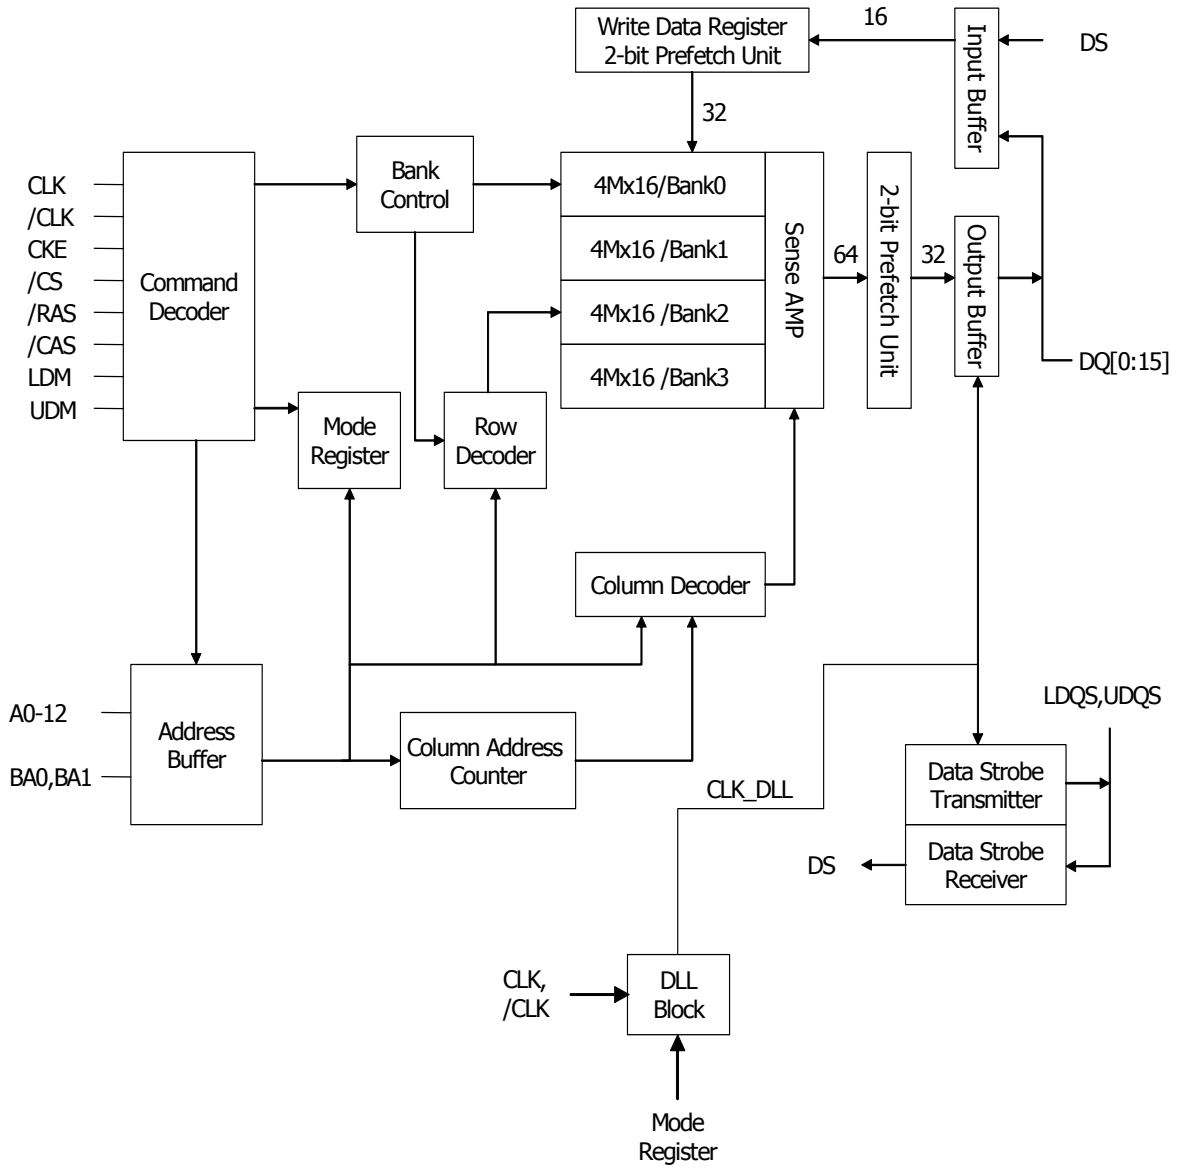 Write Data Register
2-bit Prefetch Unit
16
Input Buffer
DS
32
CLK
/CLK
CKE
/CS
/RAS
/CAS
LDM
UDM
Command
Decoder
Bank
Control
4Mx16/Bank0
4Mx16 /Bank1
4Mx16 /Bank2
4Mx16 /Bank3
Sense AMP
64
2-bit Prefetch Unit
32
Output Buffer
DQ[0:15]
Mode
Register
Row
Decoder
Column Decoder
A0-12
BA0,BA1
Address
Buffer
Column Address
Counter
CLK_DLL
LDQS,UDQS
Data Strobe
Transmitter
Data Strobe
Receiver
DS
CLK,
/CLK
DLL
Block
Mode
Register